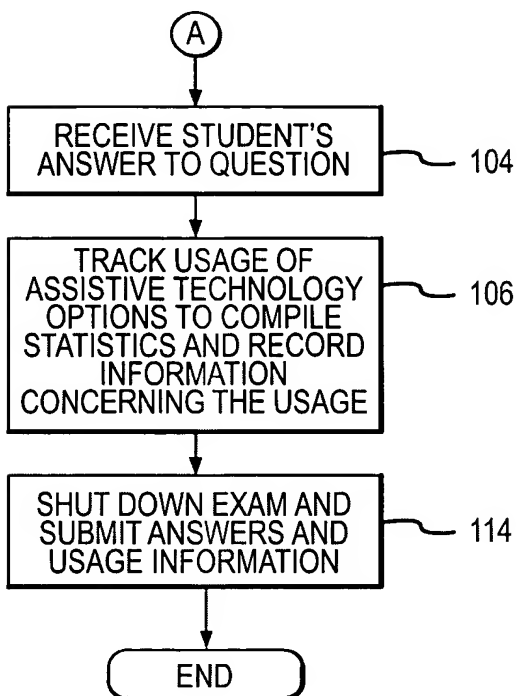 A
RECEIVE STUDENT'S
ANSWER TO QUESTION
104
TRACK USAGE OF
ASSISTIVE TECHNOLOGY
OPTIONS TO COMPILE
STATISTICS AND RECORD
INFORMATION
CONCERNING THE USAGE
106
SHUT DOWN EXAM AND
SUBMIT ANSWERS AND
USAGE INFORMATION
114
END